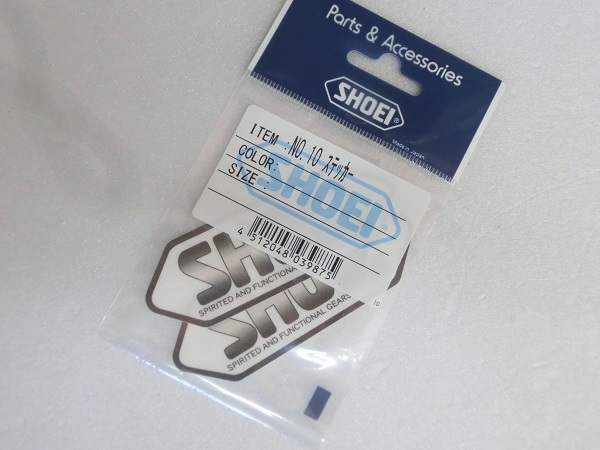 Parts & Accessories
SHOEI
Made in Japan
ITEM : NO.10 ステッカー
COLOR:
SIZE :
SHOEI
4 512048 039875
SHOEI
SPIRITED AND FUNCTIONAL
SHOEI
SPIRITED AND FUNCTIONAL GEARS
10